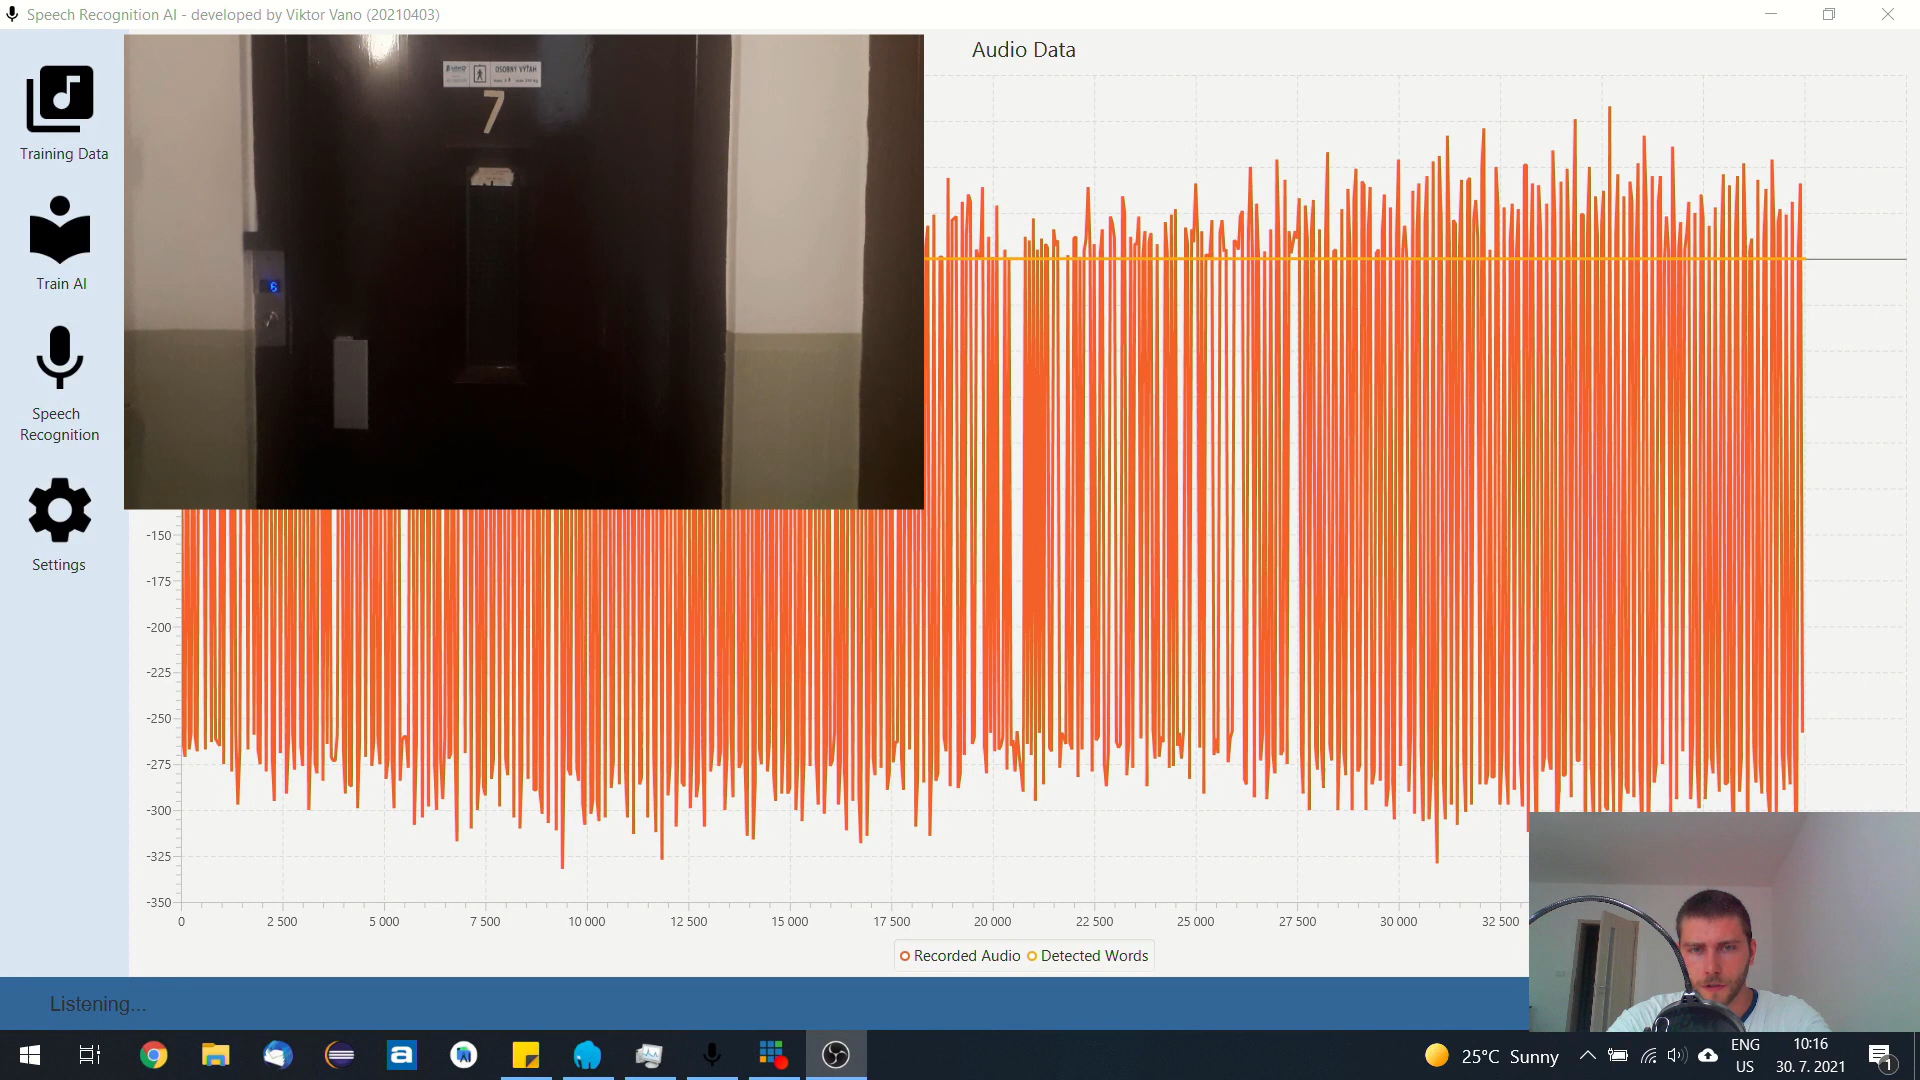 Speech Recognition AI - developed by Viktor Vano (20210403)
Training Data
Train AI
Speech
Recognition
Settings
OSOBNÝ VÝŤAH
7
6
Audio Data
-150
-175
-200
-225
-250
-275
-300
-325
-350
0 2 500 5 000 7 500 10 000 12 500 15 000 17 500 20 000 22 500 25 000 27 500 30 000 32 500
Recorded Audio Detected Words
Listening...
25°C Sunny
ENG
US
10:16
30. 7. 2021
1